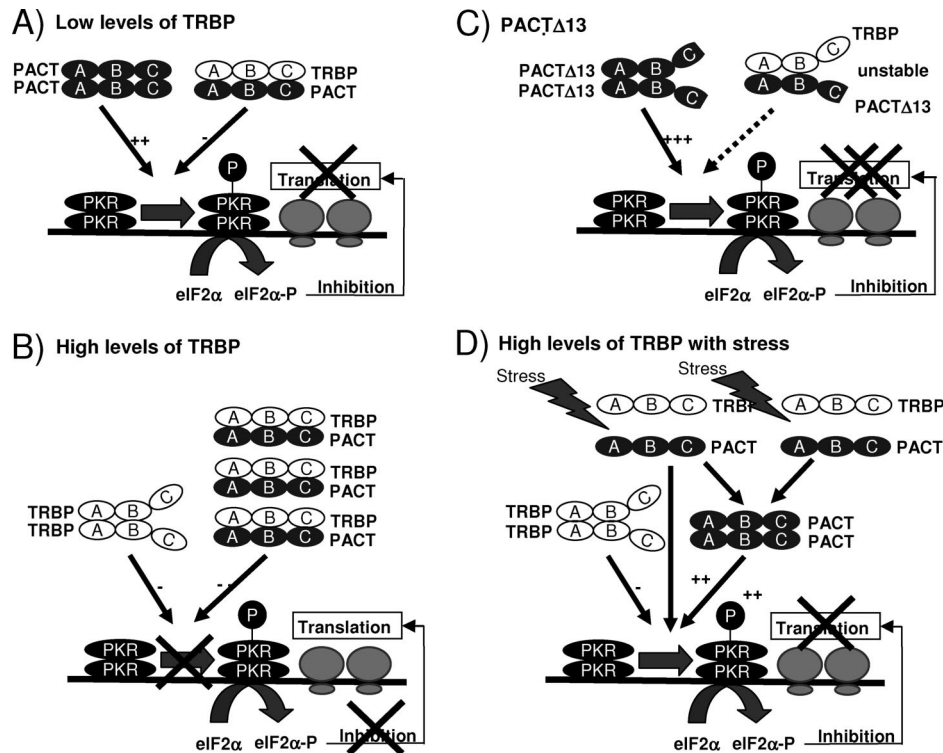 A) Low levels of TRBP
PACT A B C
PACT A B C
A B C TRBP
A B C PACT
++
-
P
Translation
PKR
PKR
PKR
PKR
eIF2α eIF2α-P Inhibition
B) High levels of TRBP
A B C TRBP
A B C PACT
A B C TRBP
A B C PACT
A B C TRBP
A B C PACT
TRBP A B C
TRBP A B C
-
--
P
Translation
PKR
PKR
PKR
PKR
eIF2α eIF2α-P Inhibition
C) PACTΔ13
PACTΔ13 A B C
PACTΔ13 A B C
A B C TRBP
unstable
A B C PACTΔ13
+++
P
Translation
PKR
PKR
PKR
PKR
eIF2α eIF2α-P Inhibition
D) High levels of TRBP with stress
Stress
A B C TRBP
A B C PACT
Stress
A B C TRBP
A B C PACT
TRBP A B C
TRBP A B C
A B C PACT
A B C PACT
-
++
++
P
Translation
PKR
PKR
PKR
PKR
eIF2α eIF2α-P Inhibition